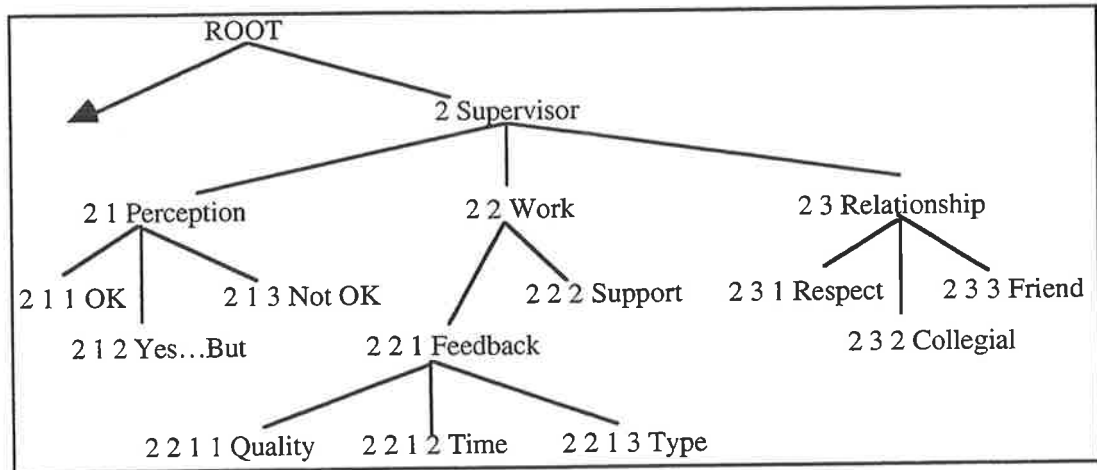 ROOT
2 Supervisor
2 1 Perception
2 2 Work
2 3 Relationship
2 1 1 OK
2 1 3 Not OK
2 2 2 Support
2 3 1 Respect
2 3 3 Friend
2 1 2 Yes…But
2 2 1 Feedback
2 3 2 Collegial
2 2 1 1 Quality
2 2 1 2 Time
2 2 1 3 Type